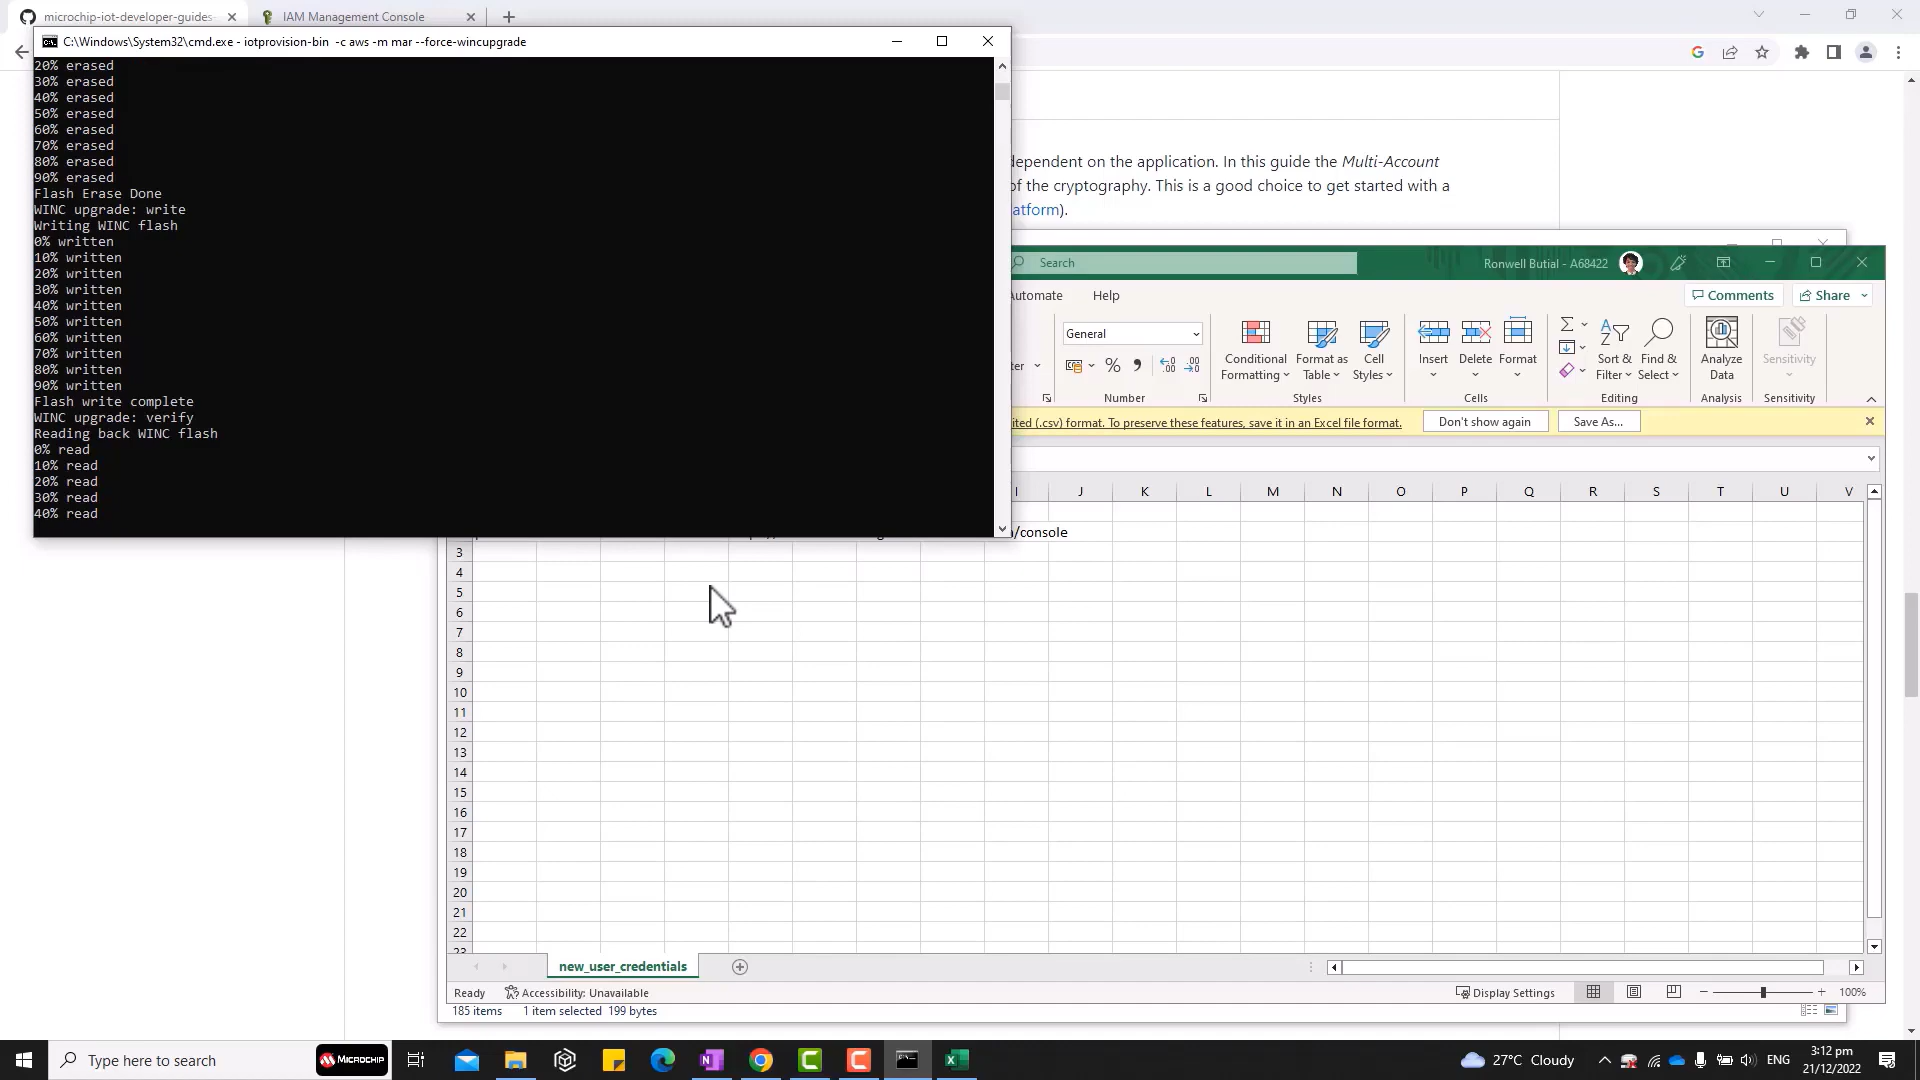 microchip-iot-developer-guides
IAM Management Console
C:\Windows\System32\cmd.exe - iotprovision-bin -c aws -m mar --force-wincupgrade
20% erased
30% erased
40% erased
50% erased
60% erased
70% erased
80% erased
90% erased
Flash Erase Done
WINC upgrade: write
Writing WINC flash
0% written
10% written
20% written
30% written
40% written
50% written
60% written
70% written
80% written
90% written
Flash write complete
WINC upgrade: verify
Reading back WINC flash
0% read
10% read
20% read
30% read
40% read
dependent on the application. In this guide the Multi-Account
of the cryptography. This is a good choice to get started with a
atform).
Search
Ronwell Butial - A68422
Automate
Help
Comments
Share
General
Conditional Formatting
Format as Table
Cell Styles
Insert
Delete
Format
Sort & Filter
Find & Select
Analyze Data
Sensitivity
Number
Styles
Cells
Editing
Analysis
Sensitivity
ited (.csv) format. To preserve these features, save it in an Excel file format.
Don't show again
Save As...
I J K L M N O P Q R S T U V
/console
3
4
5
6
7
8
9
10
11
12
13
14
15
16
17
18
19
20
21
22
23
new_user_credentials
Ready
Accessibility: Unavailable
Display Settings
100%
185 items
1 item selected 199 bytes
Type here to search
MICROCHIP
27°C Cloudy
ENG
3:12 pm
21/12/2022